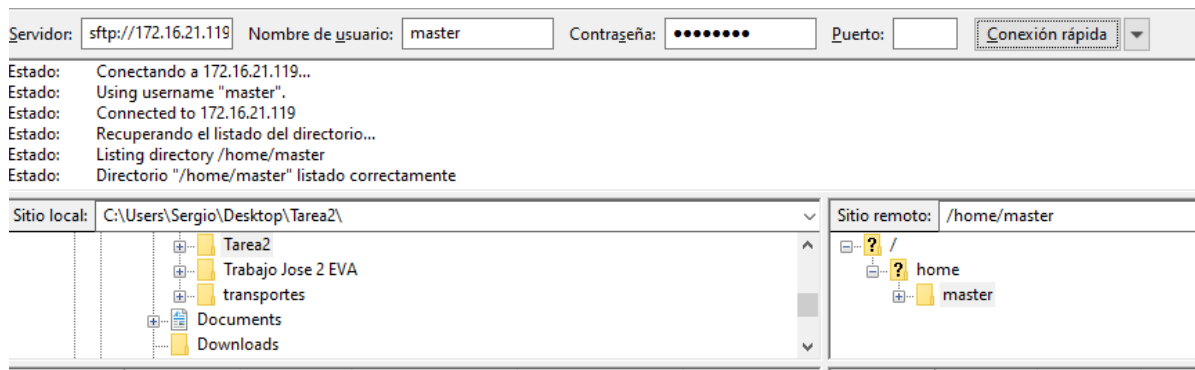 Servidor: sftp://172.16.21.119 Nombre de usuario: master Contraseña: ●●●●●●●● Puerto: Conexión rápida
Estado: Conectando a 172.16.21.119...
Estado: Using username "master".
Estado: Connected to 172.16.21.119
Estado: Recuperando el listado del directorio...
Estado: Listing directory /home/master
Estado: Directorio "/home/master" listado correctamente
Sitio local: C:\Users\Sergio\Desktop\Tarea2\ Sitio remoto: /home/master
Tarea2
Trabajo Jose 2 EVA
transportes
Documents
Downloads
? /
? home
master